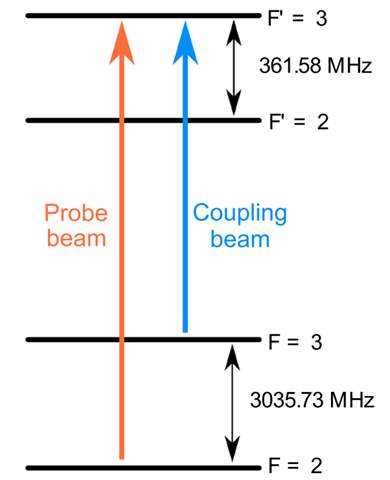 F' = 3
361.58 MHz
F' = 2
Probe
beam
Coupling
beam
F = 3
3035.73 MHz
F = 2